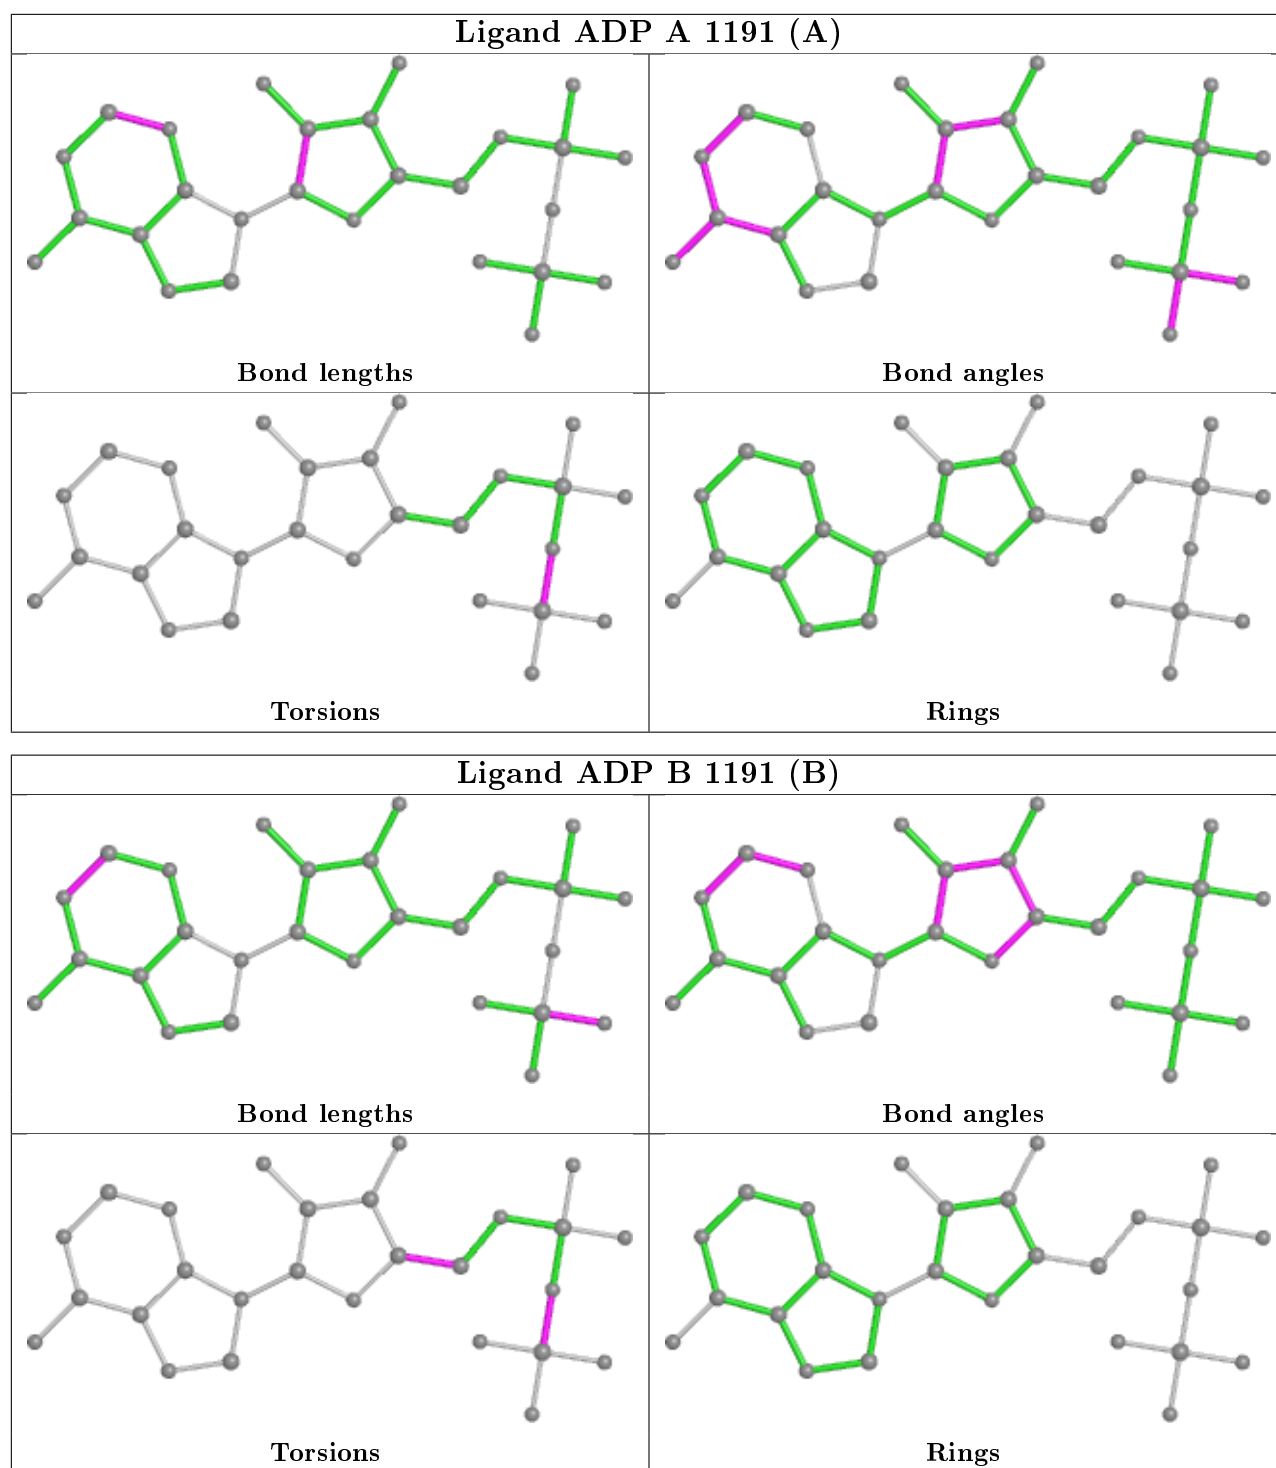 Ligand ADP A 1191 (A)
Bond lengths
Bond angles
Torsions
Rings
Ligand ADP B 1191 (B)
Bond lengths
Bond angles
Torsions
Rings